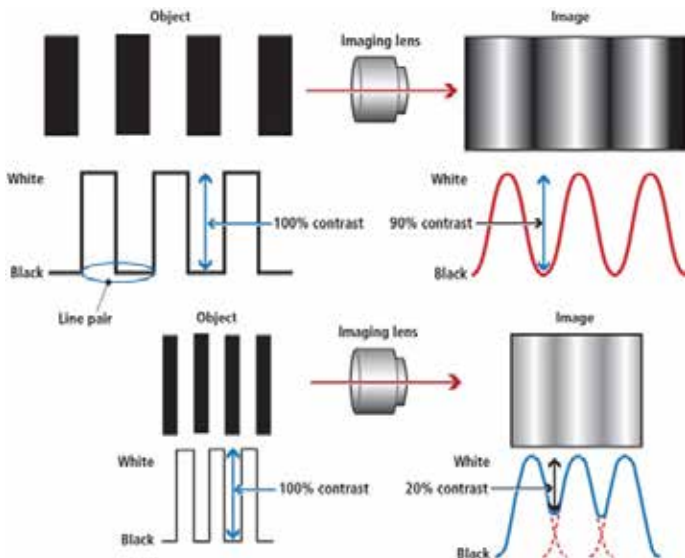 Object
Imaging lens
Image
White
100% contrast
Black
Line pair
White
90% contrast
Black
Object
Imaging lens
Image
White
100% contrast
Black
White
20% contrast
Black